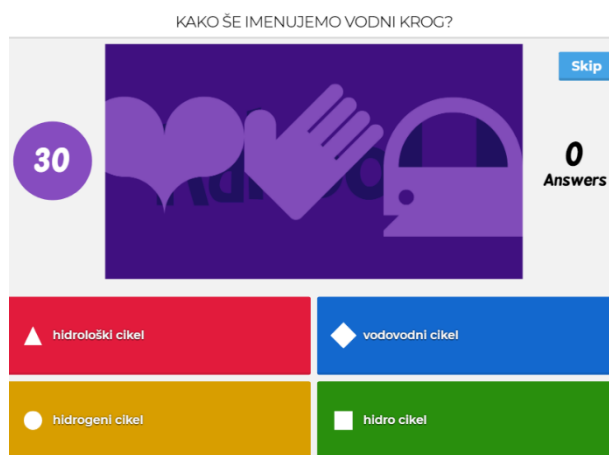 KAKO ŠE IMENUJEMO VODNI KROG?
Skip
30
0
Answers
hidrološki cikel
vodovodni cikel
hidrogeni cikel
hidro cikel